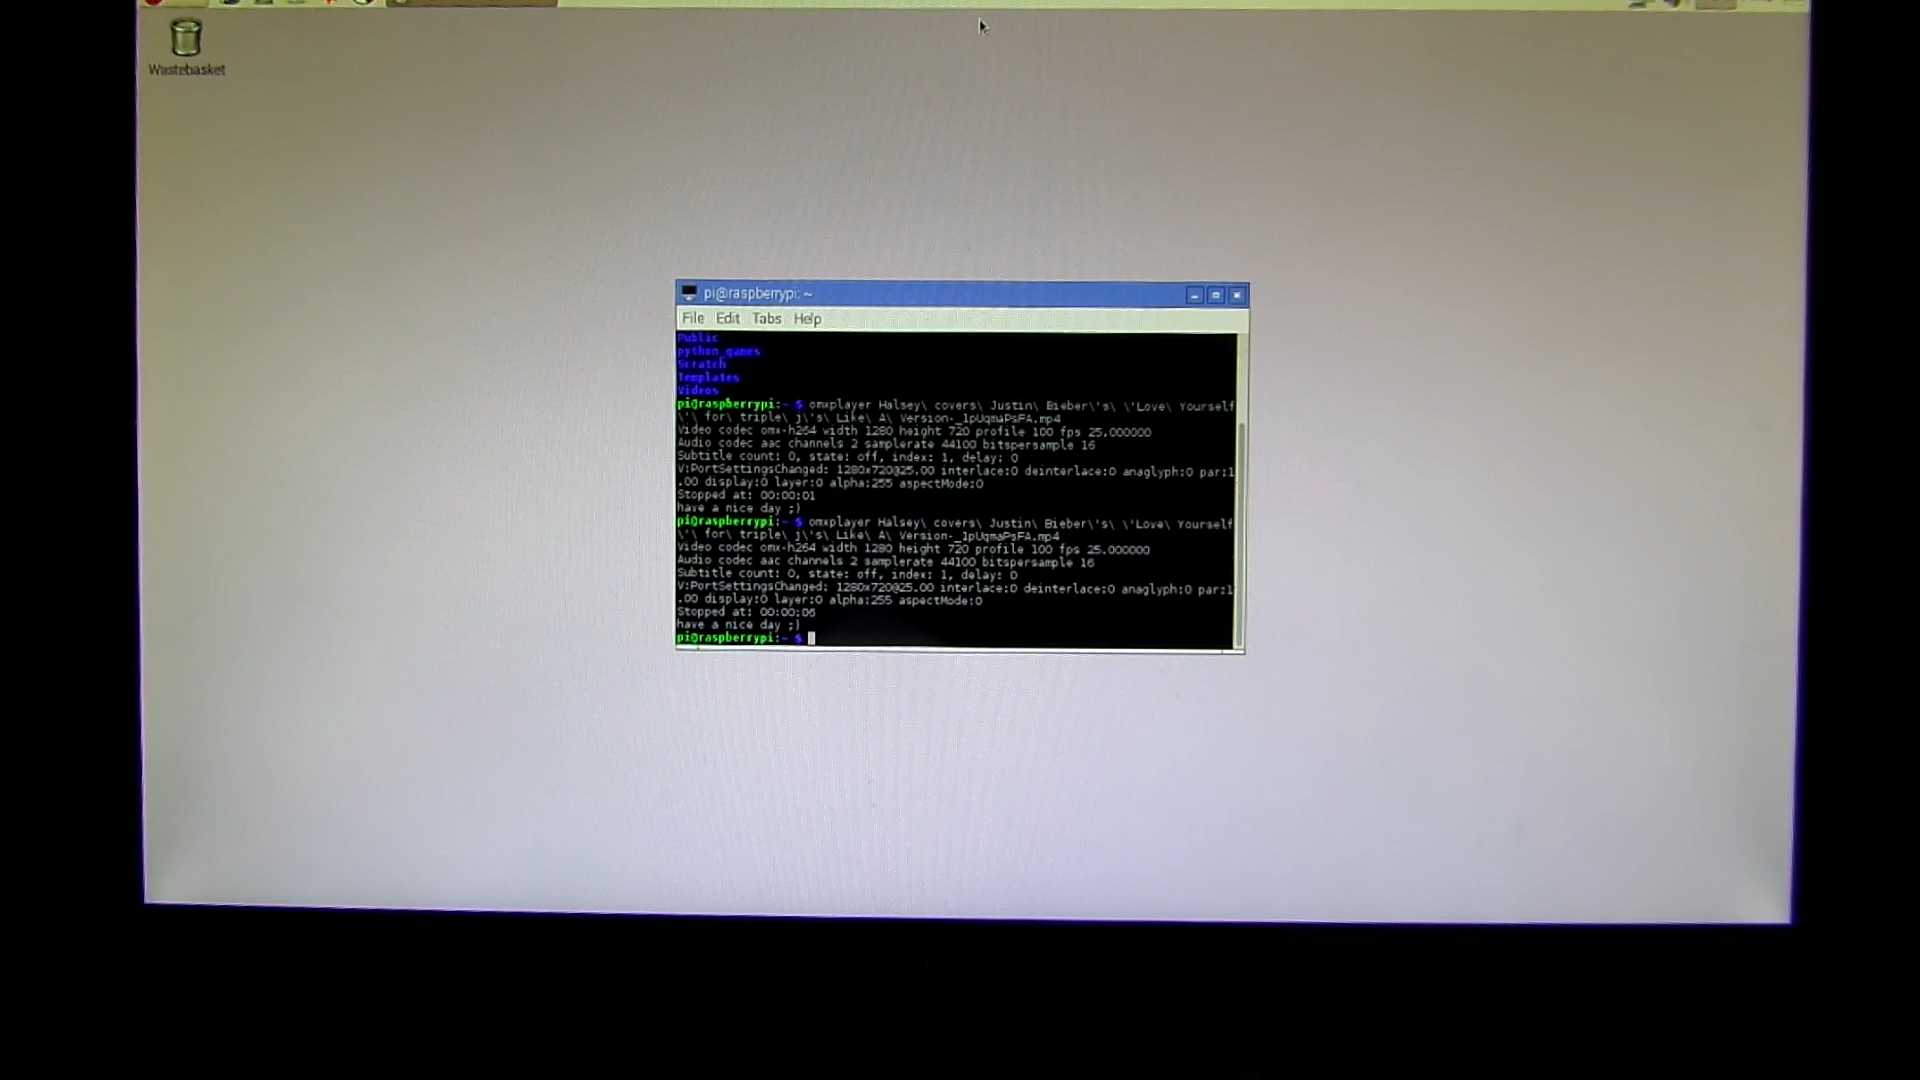 Wastebasket
pi@raspberrypi: ~
File Edit Tabs Help
Public
python_games
Scratch
Templates
Videos
pi@raspberrypi:~ $ omxplayer Halsey\ covers\ Justin\ Bieber\'s\ \'Love\ Yourself
\'\ for\ triple\ j\'s\ Like\ A\ Version-_1pUqmaPsFA.mp4
Video codec omx-h264 width 1280 height 720 profile 100 fps 25.000000
Audio codec aac channels 2 samplerate 44100 bitspersample 16
Subtitle count: 0, state: off, index: 1, delay: 0
V:PortSettingsChanged: 1280x720@25.00 interlace:0 deinterlace:0 anaglyph:0 par:1
.00 display:0 layer:0 alpha:255 aspectMode:0
Stopped at: 00:00:01
have a nice day ;)
pi@raspberrypi:~ $ omxplayer Halsey\ covers\ Justin\ Bieber\'s\ \'Love\ Yourself
\'\ for\ triple\ j\'s\ Like\ A\ Version-_1pUqmaPsFA.mp4
Video codec omx-h264 width 1280 height 720 profile 100 fps 25.000000
Audio codec aac channels 2 samplerate 44100 bitspersample 16
Subtitle count: 0, state: off, index: 1, delay: 0
V:PortSettingsChanged: 1280x720@25.00 interlace:0 deinterlace:0 anaglyph:0 par:1
.00 display:0 layer:0 alpha:255 aspectMode:0
Stopped at: 00:00:06
have a nice day ;)
pi@raspberrypi:~ $